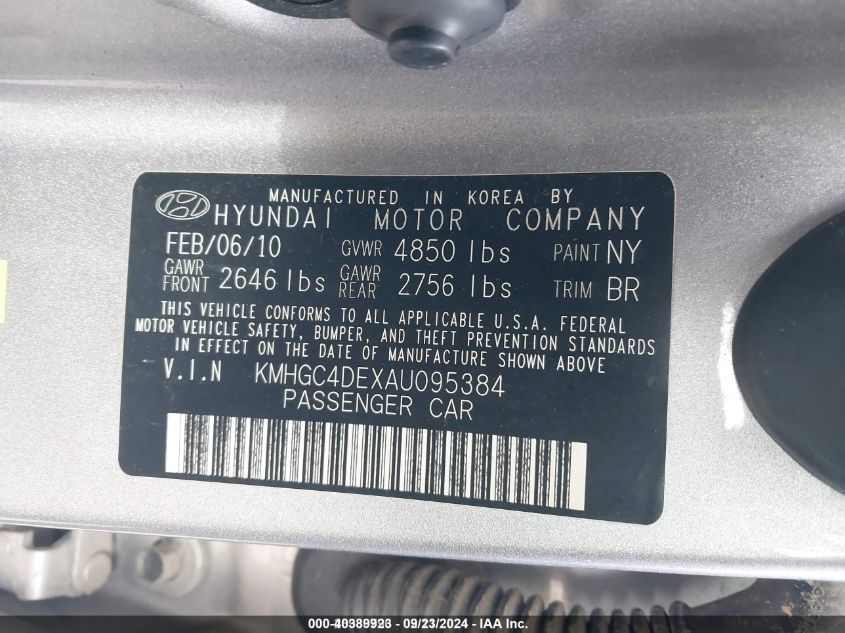 MANUFACTURED IN KOREA BY
HYUNDAI MOTOR COMPANY
FEB/06/10 GVWR 4850 lbs PAINT NY
GAWR FRONT 2646 lbs GAWR REAR 2756 lbs TRIM BR
THIS VEHICLE CONFORMS TO ALL APPLICABLE U.S.A. FEDERAL
MOTOR VEHICLE SAFETY, BUMPER, AND THEFT PREVENTION STANDARDS
IN EFFECT ON THE DATE OF MANUFACTURE SHOWN ABOVE
V.I.N KMHGC4DEXAU095384
PASSENGER CAR
000-40389923 - 09/23/2024 - IAA Inc.